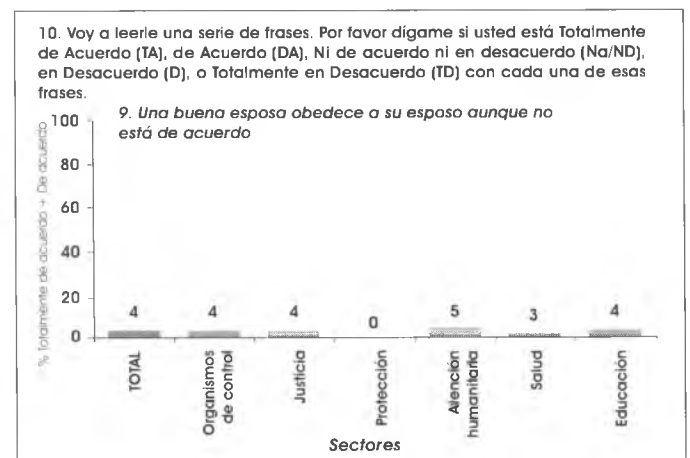 10. Voy a leerle una serie de frases. Por favor dígame si usted está Totalmente
de Acuerdo (TA), de Acuerdo (DA), Ni de acuerdo ni en desacuerdo (Na/ND),
en Desacuerdo (D), o Totalmente en Desacuerdo (TD) con cada una de esas
frases.
9. Una buena esposa obedece a su esposo aunque no
está de acuerdo
% Totalmente de acuerdo + De acuerdo
100
80
60
40
20
0
4
4
4
0
5
3
4
TOTAL
Organismos
de control
Justicia
Protección
Atención
humanitaria
Salud
Educación
Sectores